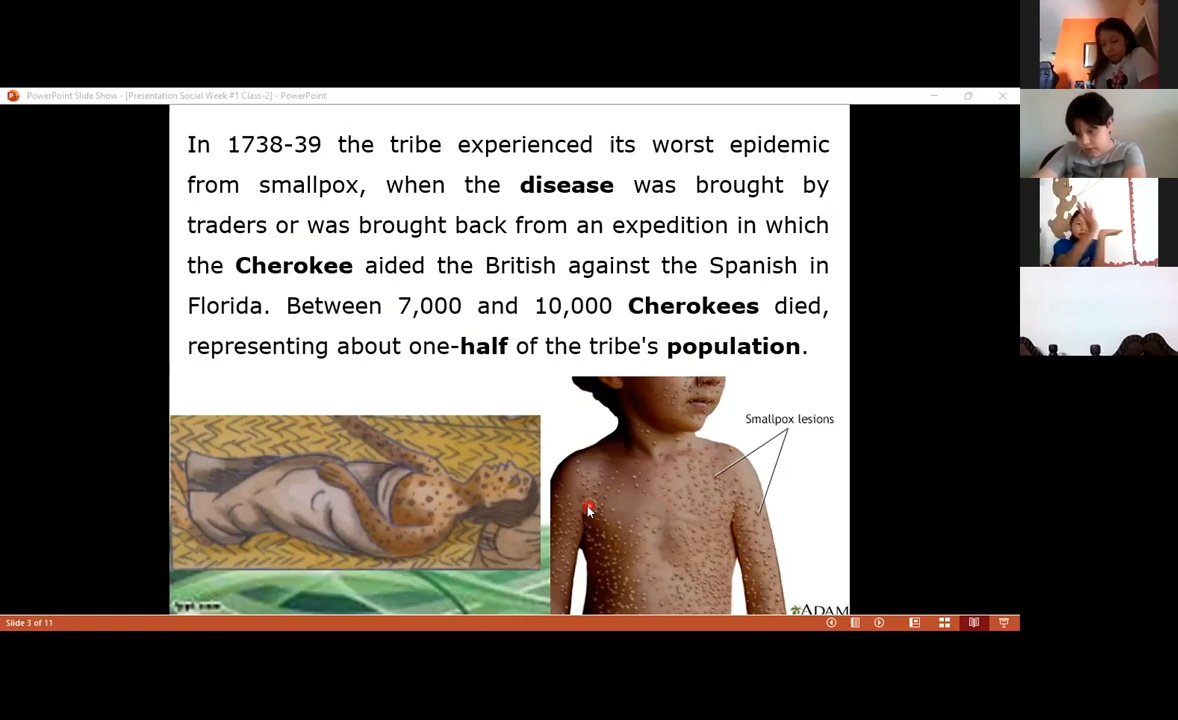 PowerPoint Slide Show - [Presentation Social Week #1 Class-2] - PowerPoint
In 1738-39 the tribe experienced its worst epidemic
from smallpox, when the disease was brought by
traders or was brought back from an expedition in which
the Cherokee aided the British against the Spanish in
Florida. Between 7,000 and 10,000 Cherokees died,
representing about one-half of the tribe's population.
Smallpox lesions
ADAM
Slide 3 of 11